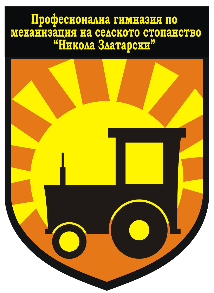 Професионална гимназия по
механизация на селското стопанство
"Никола Златарски"